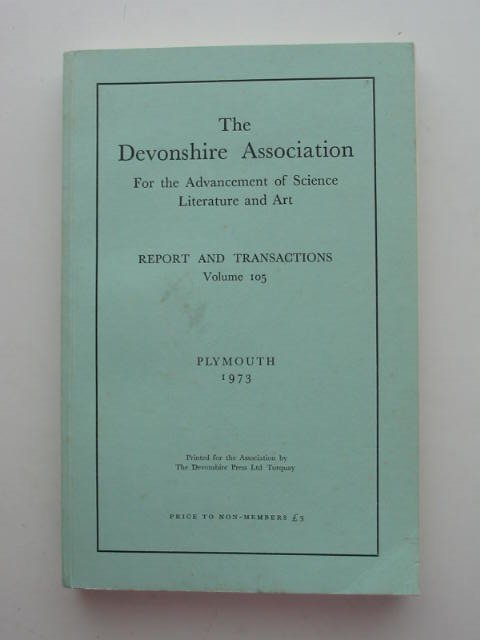 The
Devonshire Association
For the Advancement of Science
Literature and Art
REPORT AND TRANSACTIONS
Volume 105
PLYMOUTH
1973
Printed for the Association by
The Devonshire Press Ltd Torquay
PRICE TO NON-MEMBERS £3